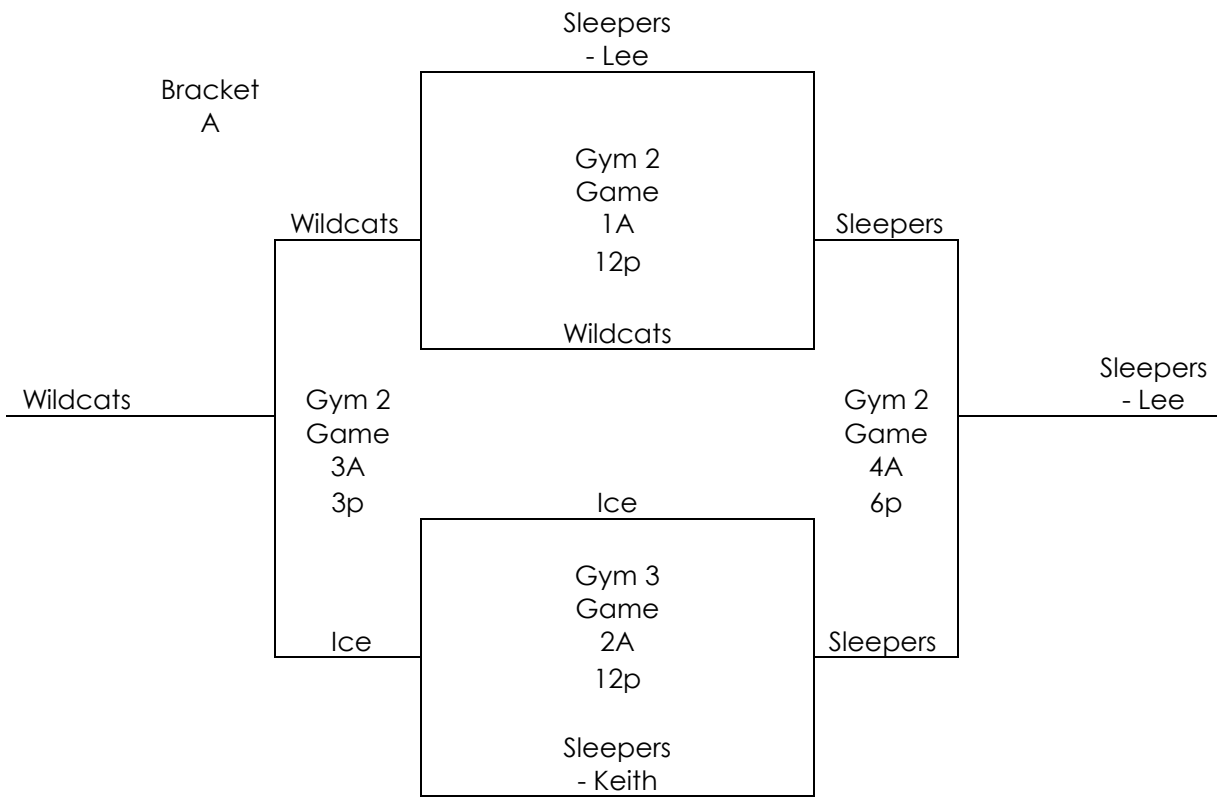 Sleepers
- Lee
Bracket
A
Gym 2
Game
1A
12p
Wildcats
Sleepers
Wildcats
Wildcats
Gym 2
Game
3A
3p
Gym 2
Game
4A
6p
Sleepers
- Lee
Ice
Gym 3
Game
2A
12p
Ice
Sleepers
Sleepers
- Keith